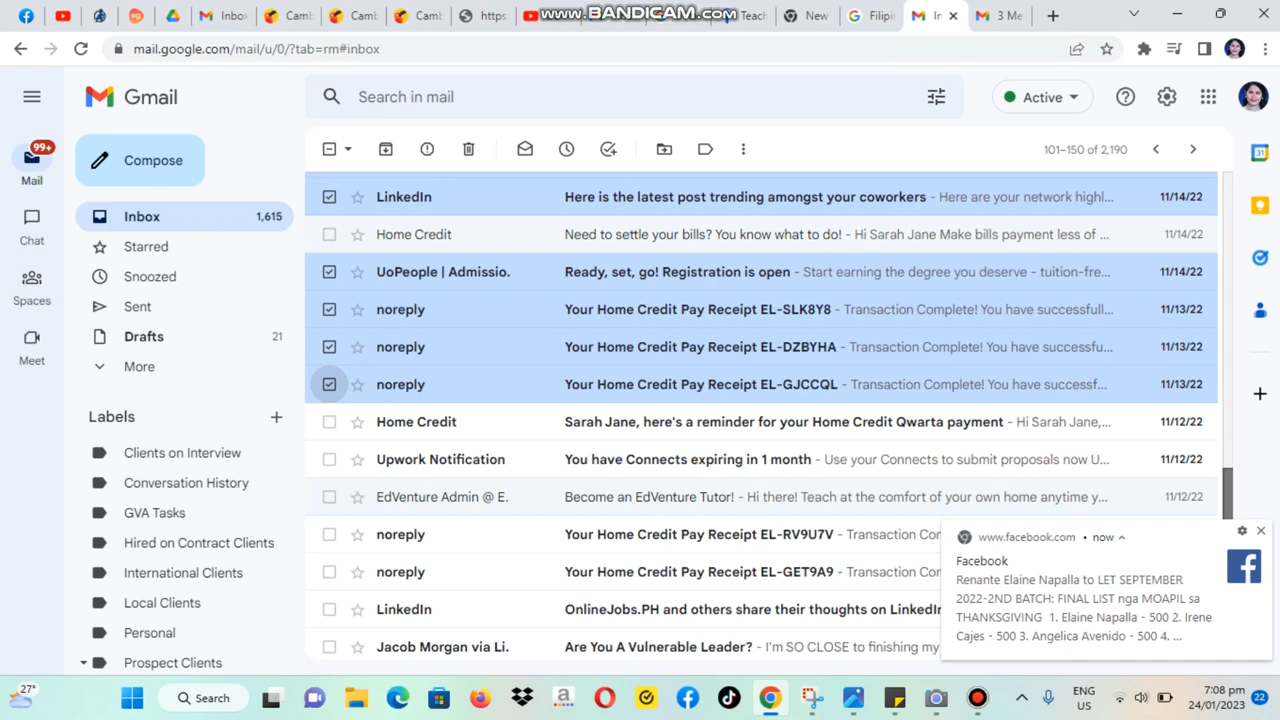 Inbox
Camb
Camb
Camb
https
www.BANDICAM.com
Teach
New
Filipi
In
3 Me
mail.google.com/mail/u/0/?tab=rm#inbox
Gmail
Search in mail
Active
99+
Mail
Compose
101–150 of 2,190
Chat
Spaces
Meet
Inbox 1,615
Starred
Snoozed
Sent
Drafts 21
More
Labels
Clients on Interview
Conversation History
GVA Tasks
Hired on Contract Clients
International Clients
Local Clients
Personal
Prospect Clients
LinkedIn Here is the latest post trending amongst your coworkers - Here are your network highl... 11/14/22
Home Credit Need to settle your bills? You know what to do! - Hi Sarah Jane Make bills payment less of ... 11/14/22
UoPeople | Admissio. Ready, set, go! Registration is open - Start earning the degree you deserve - tuition-fre... 11/14/22
noreply Your Home Credit Pay Receipt EL-SLK8Y8 - Transaction Complete! You have successfull... 11/13/22
noreply Your Home Credit Pay Receipt EL-DZBYHA - Transaction Complete! You have successfu... 11/13/22
noreply Your Home Credit Pay Receipt EL-GJCCQL - Transaction Complete! You have successf... 11/13/22
Home Credit Sarah Jane, here's a reminder for your Home Credit Qwarta payment - Hi Sarah Jane,... 11/12/22
Upwork Notification You have Connects expiring in 1 month - Use your Connects to submit proposals now U... 11/12/22
EdVenture Admin @ E. Become an EdVenture Tutor! - Hi there! Teach at the comfort of your own home anytime y... 11/12/22
noreply Your Home Credit Pay Receipt EL-RV9U7V - Transaction Co
noreply Your Home Credit Pay Receipt EL-GET9A9 - Transaction Co
LinkedIn OnlineJobs.PH and others share their thoughts on LinkedIn
Jacob Morgan via Li. Are You A Vulnerable Leader? - I'm SO CLOSE to finishing my
www.facebook.com • now
Facebook
Renante Elaine Napalla to LET SEPTEMBER
2022-2ND BATCH: FINAL LIST nga MOAPIL sa
THANKSGIVING 1. Elaine Napalla - 500 2. Irene
Cajes - 500 3. Angelica Avenido - 500 4. ...
27°
Search
ENG
US
7:08 pm
24/01/2023
22